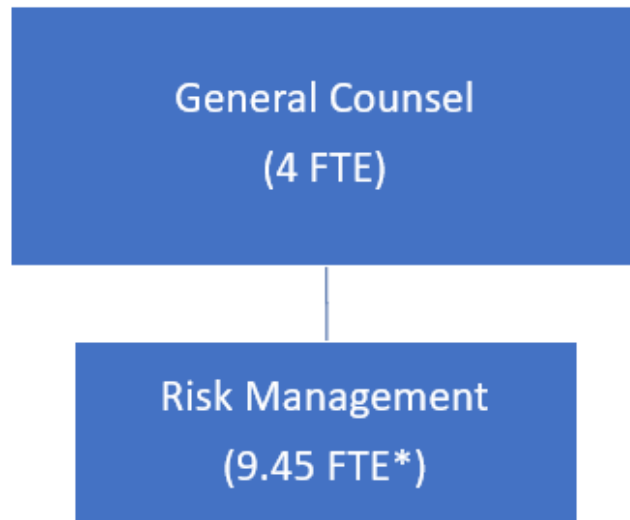 General Counsel
(4 FTE)
Risk Management
(9.45 FTE*)